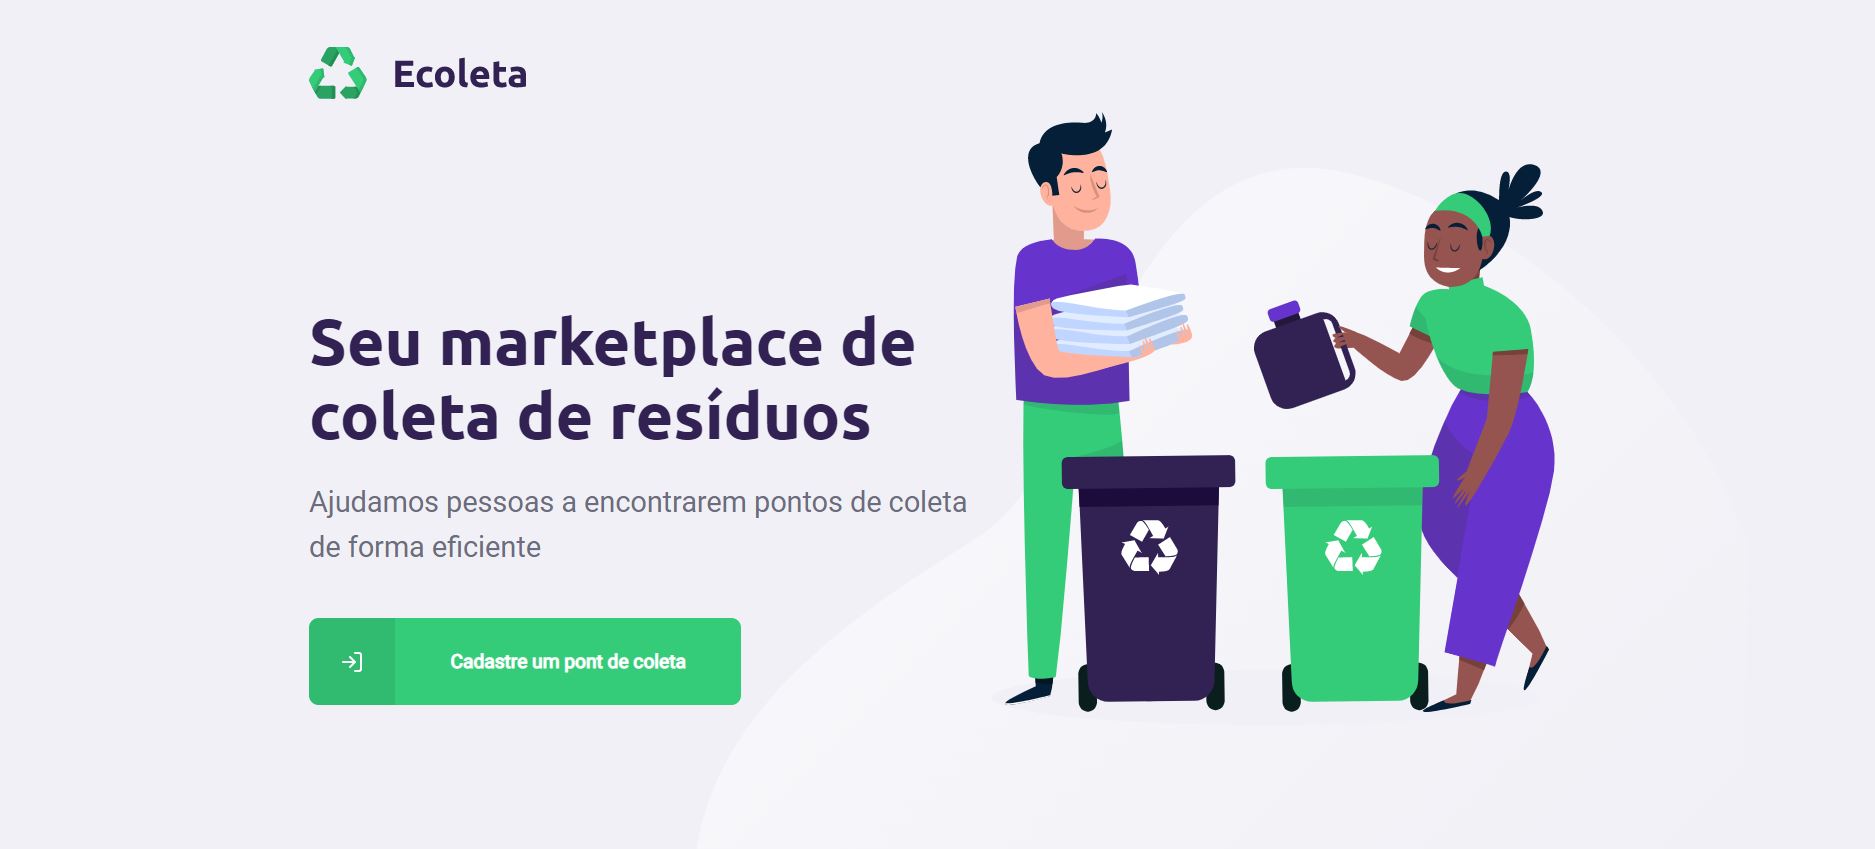 Ecoleta
Seu marketplace de
coleta de resíduos
Ajudamos pessoas a encontrarem pontos de coleta
de forma eficiente
Cadastre um pont de coleta